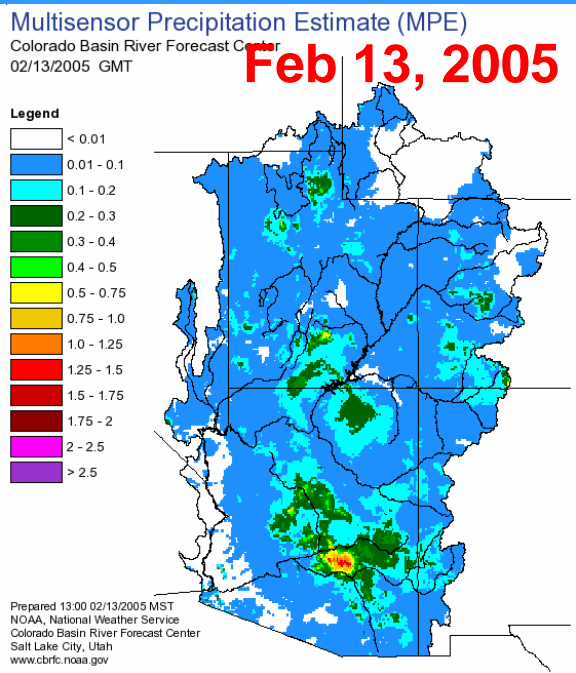 Multisensor Precipitation Estimate (MPE)
Colorado Basin River Forecast Center
02/13/2005 GMT
Feb 13, 2005
Legend
< 0.01
0.01 - 0.1
0.1 - 0.2
0.2 - 0.3
0.3 - 0.4
0.4 - 0.5
0.5 - 0.75
0.75 - 1.0
1.0 - 1.25
1.25 - 1.5
1.5 - 1.75
1.75 - 2
2 - 2.5
> 2.5
Prepared 13:00 02/13/2005 MST
NOAA, National Weather Service
Colorado Basin River Forecast Center
Salt Lake City, Utah
www.cbrfc.noaa.gov